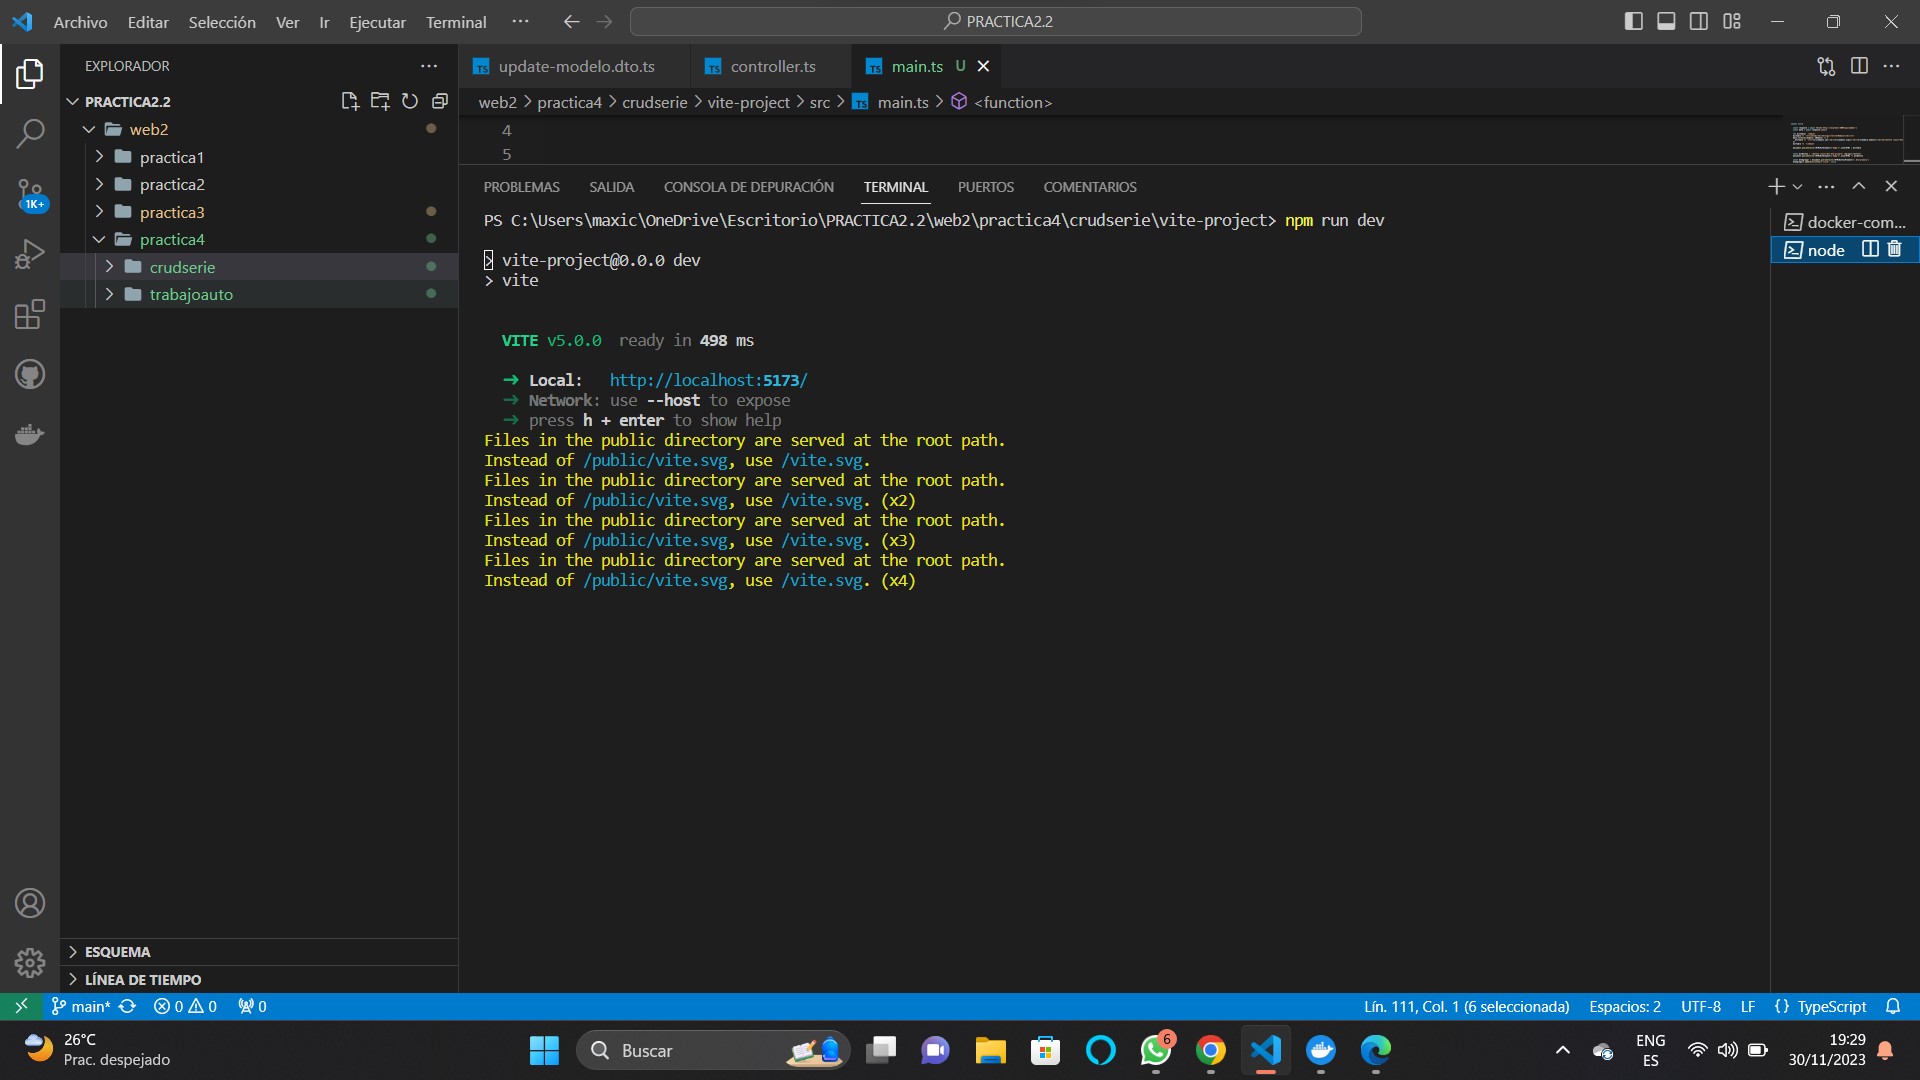 Archivo Editar Selección Ver Ir Ejecutar Terminal ··· PRACTICA2.2
EXPLORADOR ···
PRACTICA2.2
web2
practica1
practica2
practica3
practica4
crudserie
trabajoauto
1K+
ESQUEMA
LÍNEA DE TIEMPO
TS update-modelo.dto.ts TS controller.ts TS main.ts U
web2 > practica4 > crudserie > vite-project > src > TS main.ts > <function>
4
5
PROBLEMAS SALIDA CONSOLA DE DEPURACIÓN TERMINAL PUERTOS COMENTARIOS
PS C:\Users\maxic\OneDrive\Escritorio\PRACTICA2.2\web2\practica4\crudserie\vite-project> npm run dev
> vite-project@0.0.0 dev
> vite
VITE v5.0.0 ready in 498 ms
➜ Local: http://localhost:5173/
➜ Network: use --host to expose
➜ press h + enter to show help
Files in the public directory are served at the root path.
Instead of /public/vite.svg, use /vite.svg.
Files in the public directory are served at the root path.
Instead of /public/vite.svg, use /vite.svg. (x2)
Files in the public directory are served at the root path.
Instead of /public/vite.svg, use /vite.svg. (x3)
Files in the public directory are served at the root path.
Instead of /public/vite.svg, use /vite.svg. (x4)
docker-com...
node
main* 0 0 0 Lín. 111, Col. 1 (6 seleccionada) Espacios: 2 UTF-8 LF {} TypeScript
26°C
Prac. despejado
Buscar
6
ENG
ES
19:29
30/11/2023